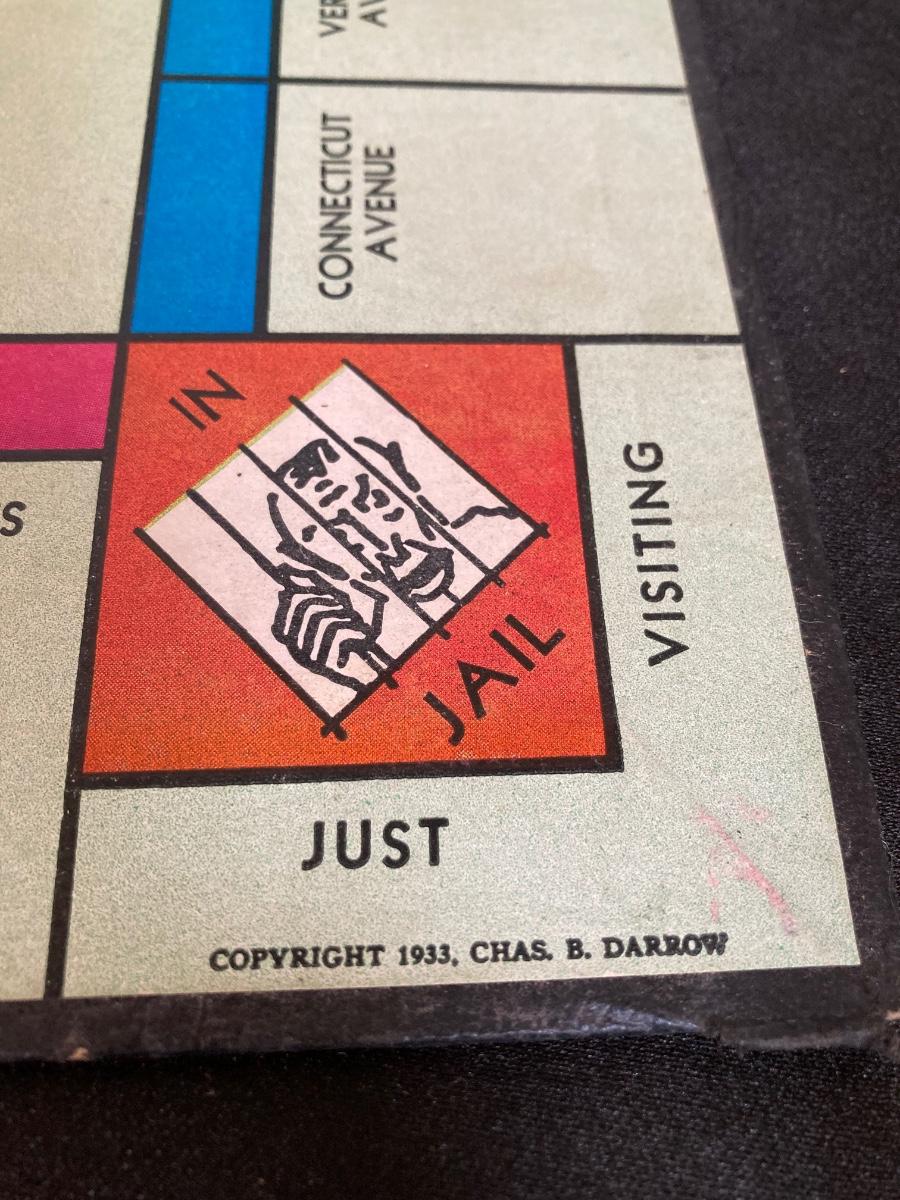 CONNECTICUT
AVENUE
IN
JAIL
VISITING
JUST
COPYRIGHT 1933, CHAS. B. DARROW